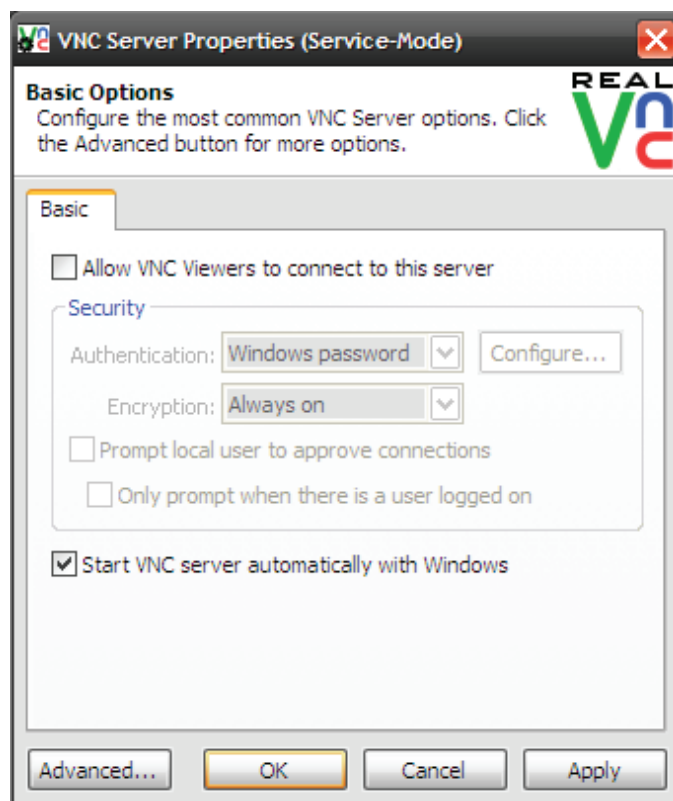 VNC Server Properties (Service-Mode)
Basic Options
Configure the most common VNC Server options. Click
the Advanced button for more options.
REAL
VNC
Basic
Allow VNC Viewers to connect to this server
Security
Authentication: Windows password Configure...
Encryption: Always on
Prompt local user to approve connections
Only prompt when there is a user logged on
Start VNC server automatically with Windows
Advanced... OK Cancel Apply